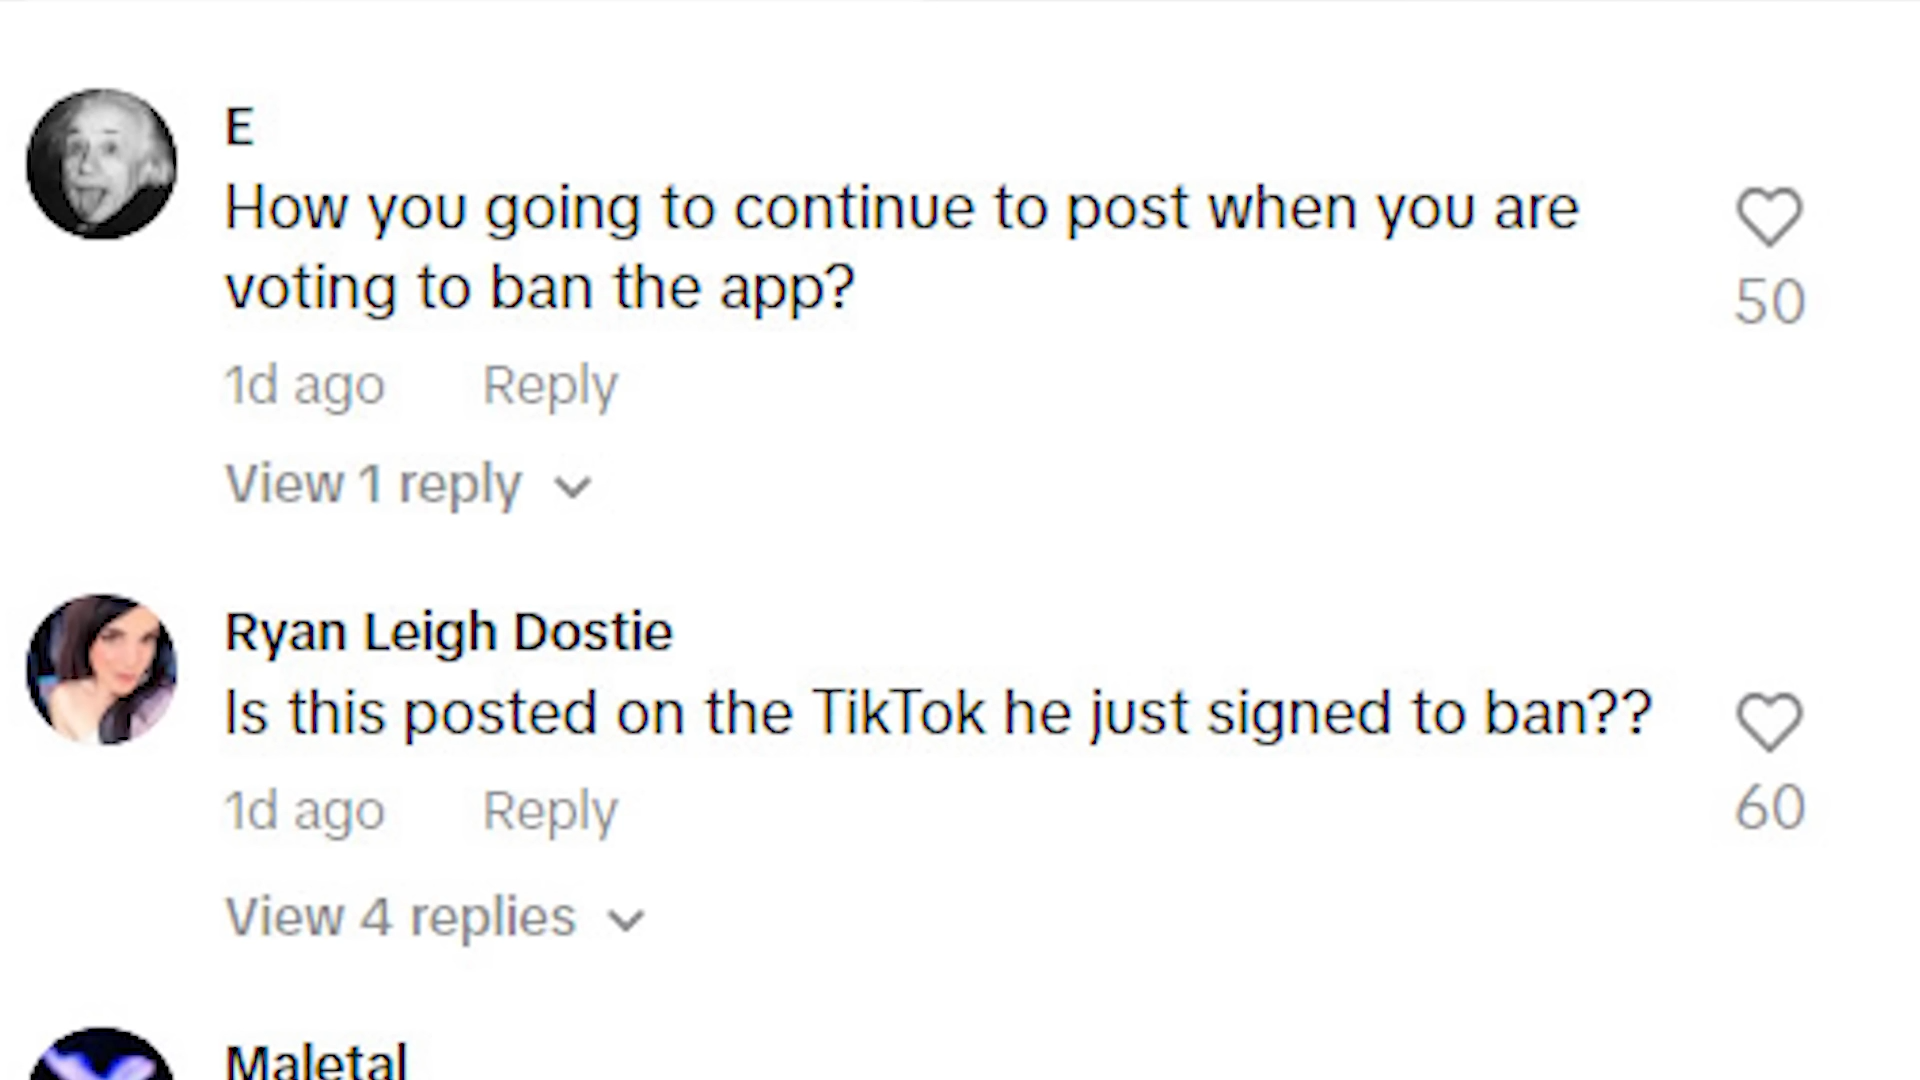 E
How you going to continue to post when you are
voting to ban the app?
50
1d ago Reply
View 1 reply
Ryan Leigh Dostie
Is this posted on the TikTok he just signed to ban??
60
1d ago Reply
View 4 replies
Maletal